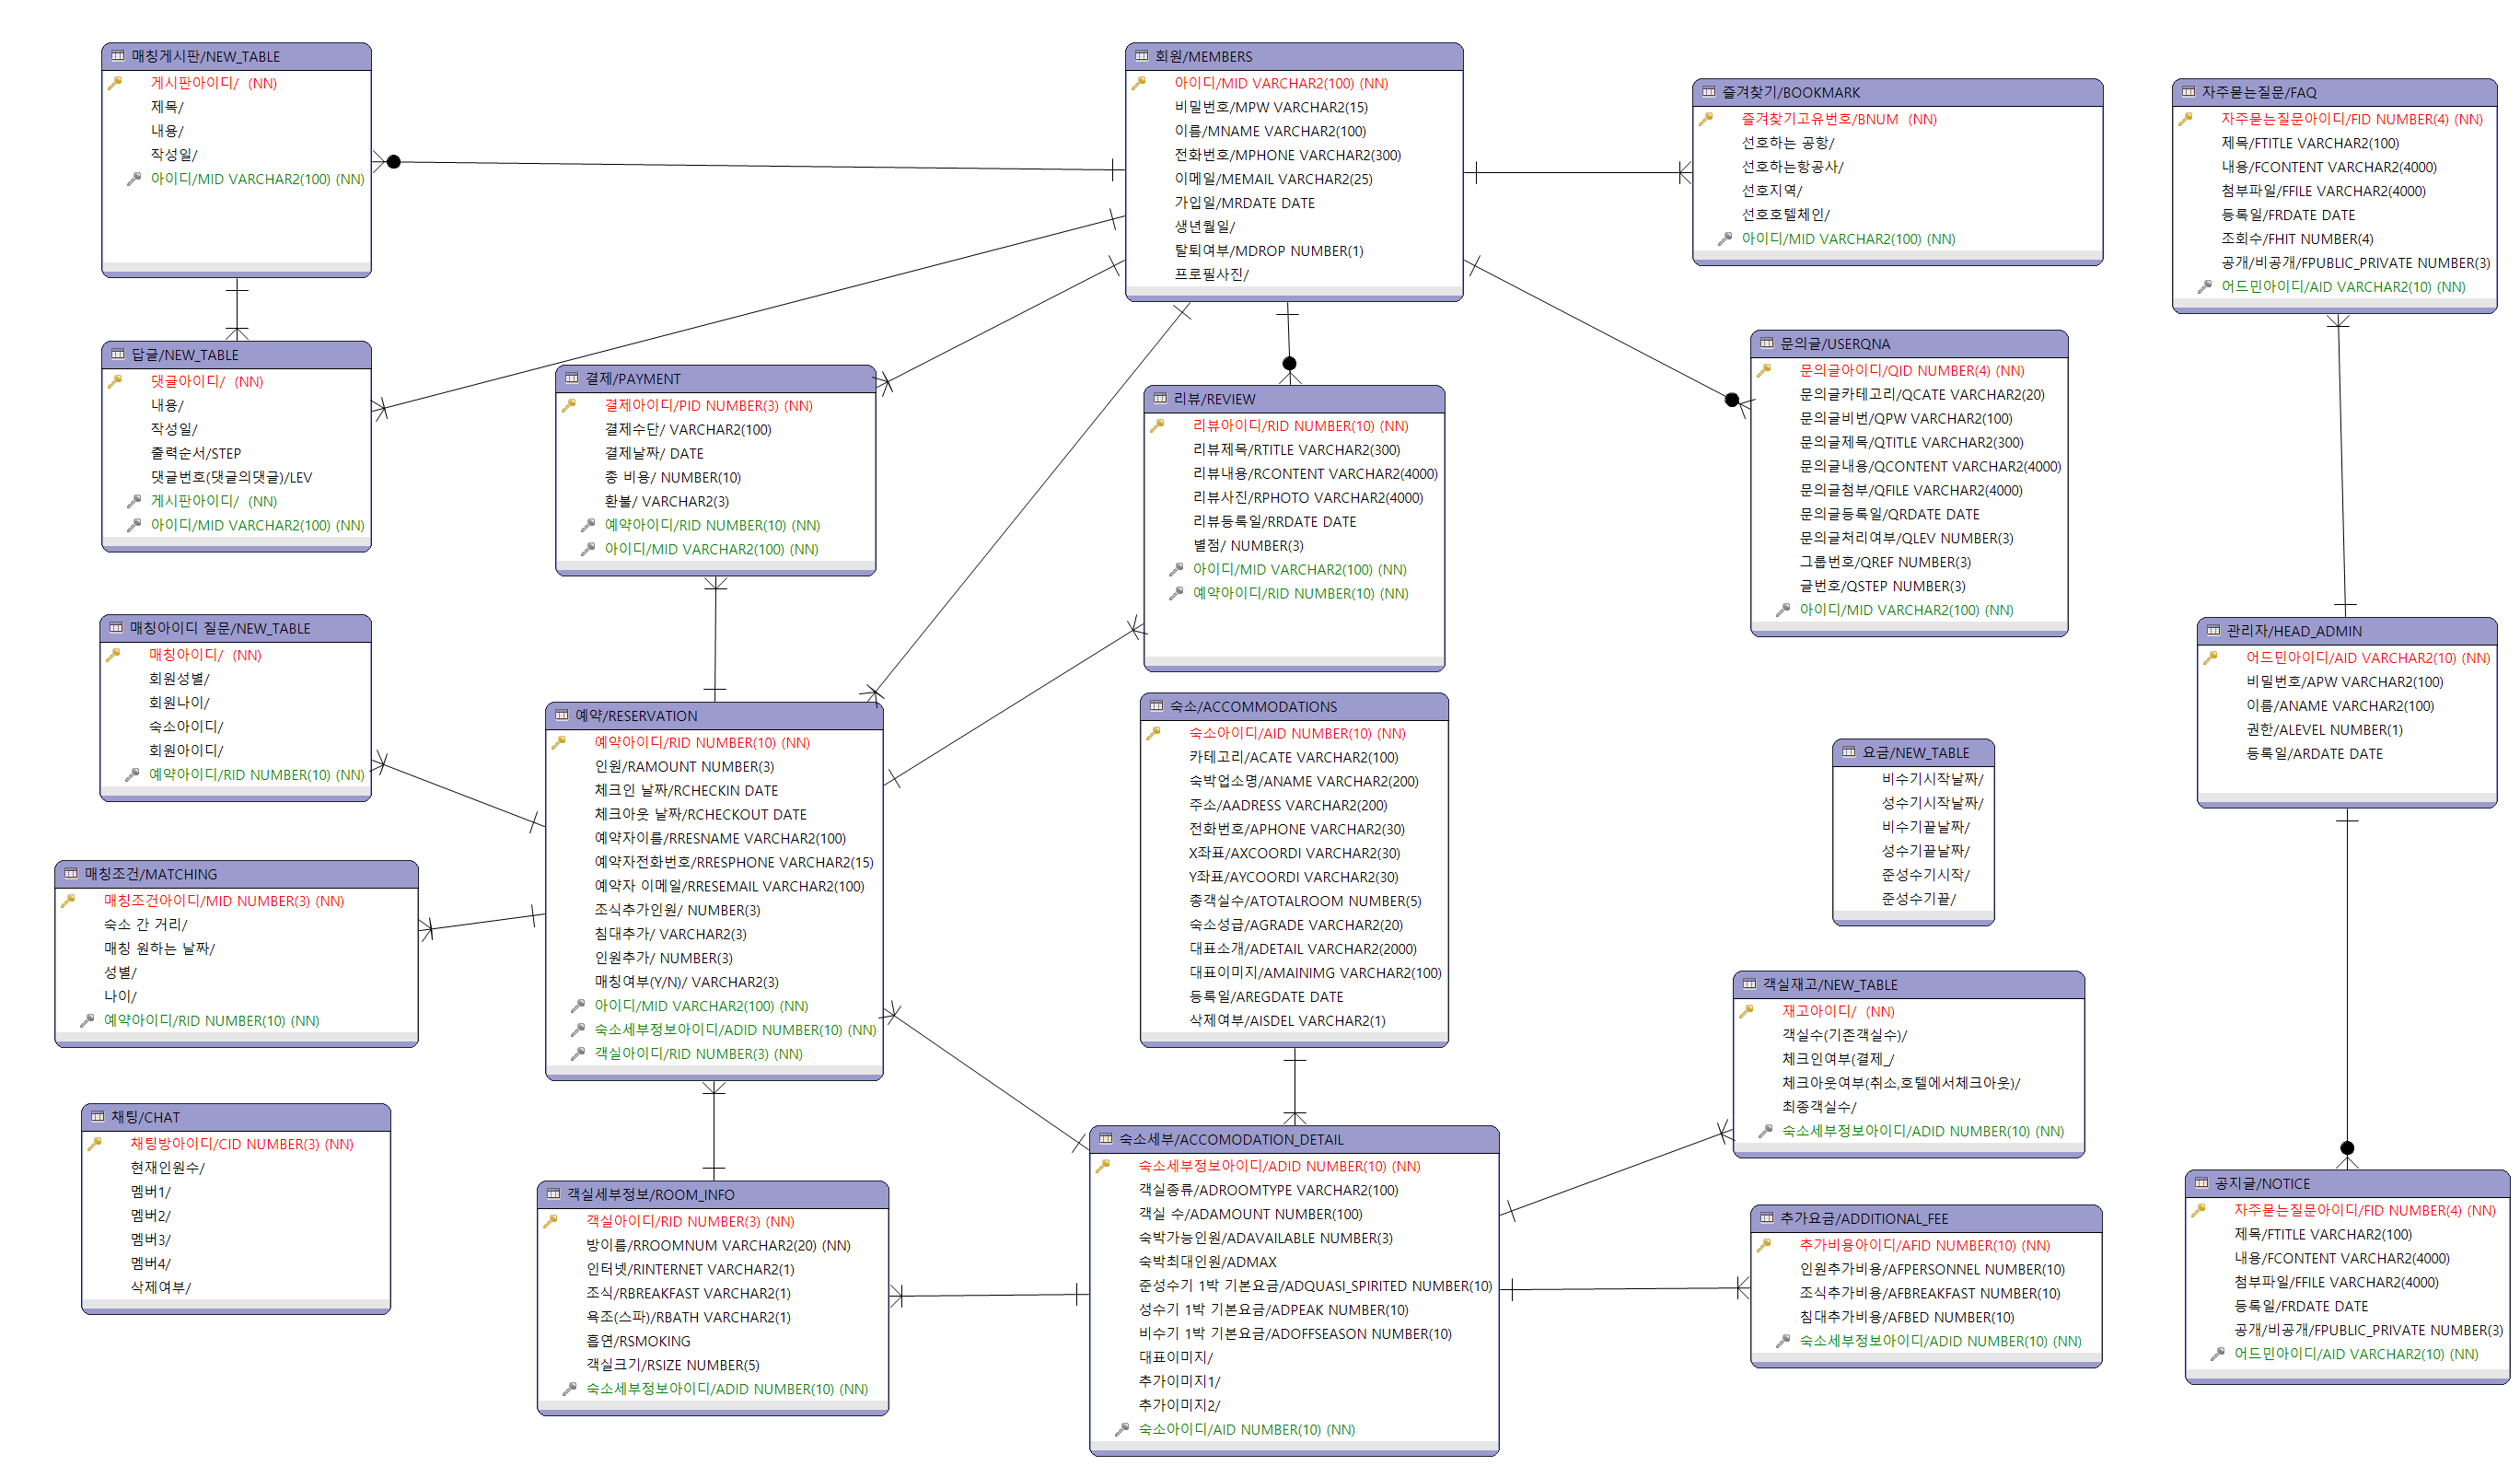 매칭게시판/NEW_TABLE
게시판아이디/ (NN)
제목/
내용/
작성일/
아이디/MID VARCHAR2(100) (NN)
답글/NEW_TABLE
댓글아이디/ (NN)
내용/
작성일/
출력순서/STEP
댓글번호(댓글의댓글)/LEV
게시판아이디/ (NN)
아이디/MID VARCHAR2(100) (NN)
매칭아이디 질문/NEW_TABLE
매칭아이디/ (NN)
회원성별/
회원나이/
숙소아이디/
회원아이디/
예약아이디/RID NUMBER(10) (NN)
매칭조건/MATCHING
매칭조건아이디/MID NUMBER(3) (NN)
숙소 간 거리/
매칭 원하는 날짜/
성별/
나이/
예약아이디/RID NUMBER(10) (NN)
채팅/CHAT
채팅방아이디/CID NUMBER(3) (NN)
현재인원수/
멤버1/
멤버2/
멤버3/
멤버4/
삭제여부/
결제/PAYMENT
결제아이디/PID NUMBER(3) (NN)
결제수단/ VARCHAR2(100)
결제날짜/ DATE
총 비용/ NUMBER(10)
환불/ VARCHAR2(3)
예약아이디/RID NUMBER(10) (NN)
아이디/MID VARCHAR2(100) (NN)
예약/RESERVATION
예약아이디/RID NUMBER(10) (NN)
인원/RAMOUNT NUMBER(3)
체크인 날짜/RCHECKIN DATE
체크아웃 날짜/RCHECKOUT DATE
예약자이름/RRESNAME VARCHAR2(100)
예약자전화번호/RRESPHONE VARCHAR2(15)
예약자 이메일/RRESEMAIL VARCHAR2(100)
조식추가인원/ NUMBER(3)
침대추가/ VARCHAR2(3)
인원추가/ NUMBER(3)
매칭여부(Y/N)/ VARCHAR2(3)
아이디/MID VARCHAR2(100) (NN)
숙소세부정보아이디/ADID NUMBER(10) (NN)
객실아이디/RID NUMBER(3) (NN)
객실세부정보/ROOM_INFO
객실아이디/RID NUMBER(3) (NN)
방이름/RROOMNUM VARCHAR2(20) (NN)
인터넷/RINTERNET VARCHAR2(1)
조식/RBREAKFAST VARCHAR2(1)
욕조(스파)/RBATH VARCHAR2(1)
흡연/RSMOKING
객실크기/RSIZE NUMBER(5)
숙소세부정보아이디/ADID NUMBER(10) (NN)
회원/MEMBERS
아이디/MID VARCHAR2(100) (NN)
비밀번호/MPW VARCHAR2(15)
이름/MNAME VARCHAR2(100)
전화번호/MPHONE VARCHAR2(300)
이메일/MEMAIL VARCHAR2(25)
가입일/MRDATE DATE
생년월일/
탈퇴여부/MDROP NUMBER(1)
프로필사진/
리뷰/REVIEW
리뷰아이디/RID NUMBER(10) (NN)
리뷰제목/RTITLE VARCHAR2(300)
리뷰내용/RCONTENT VARCHAR2(4000)
리뷰사진/RPHOTO VARCHAR2(4000)
리뷰등록일/RRDATE DATE
별점/ NUMBER(3)
아이디/MID VARCHAR2(100) (NN)
예약아이디/RID NUMBER(10) (NN)
숙소/ACCOMMODATIONS
숙소아이디/AID NUMBER(10) (NN)
카테고리/ACATE VARCHAR2(100)
숙박업소명/ANAME VARCHAR2(200)
주소/AADRESS VARCHAR2(200)
전화번호/APHONE VARCHAR2(30)
X좌표/AXCOORDI VARCHAR2(30)
Y좌표/AYCOORDI VARCHAR2(30)
총객실수/ATOTALROOM NUMBER(5)
숙소성급/AGRADE VARCHAR2(20)
대표소개/ADETAIL VARCHAR2(2000)
대표이미지/AMAINIMG VARCHAR2(100)
등록일/AREGDATE DATE
삭제여부/AISDEL VARCHAR2(1)
숙소세부/ACCOMODATION_DETAIL
숙소세부정보아이디/ADID NUMBER(10) (NN)
객실종류/ADROOMTYPE VARCHAR2(100)
객실 수/ADAMOUNT NUMBER(100)
숙박가능인원/ADAVAILABLE NUMBER(3)
숙박최대인원/ADMAX
준성수기 1박 기본요금/ADQUASI_SPIRITED NUMBER(10)
성수기 1박 기본요금/ADPEAK NUMBER(10)
비수기 1박 기본요금/ADOFFSEASON NUMBER(10)
대표이미지/
추가이미지1/
추가이미지2/
숙소아이디/AID NUMBER(10) (NN)
즐겨찾기/BOOKMARK
즐겨찾기고유번호/BNUM (NN)
선호하는 공항/
선호하는항공사/
선호지역/
선호호텔체인/
아이디/MID VARCHAR2(100) (NN)
문의글/USERQNA
문의글아이디/QID NUMBER(4) (NN)
문의글카테고리/QCATE VARCHAR2(20)
문의글비번/QPW VARCHAR2(100)
문의글제목/QTITLE VARCHAR2(300)
문의글내용/QCONTENT VARCHAR2(4000)
문의글첨부/QFILE VARCHAR2(4000)
문의글등록일/QRDATE DATE
문의글처리여부/QLEV NUMBER(3)
그룹번호/QREF NUMBER(3)
글번호/QSTEP NUMBER(3)
아이디/MID VARCHAR2(100) (NN)
요금/NEW_TABLE
비수기시작날짜/
성수기시작날짜/
비수기끝날짜/
성수기끝날짜/
준성수기시작/
준성수기끝/
객실재고/NEW_TABLE
재고아이디/ (NN)
객실수(기존객실수)/
체크인여부(결제_/
체크아웃여부(취소,호텔에서체크아웃)/
최종객실수/
숙소세부정보아이디/ADID NUMBER(10) (NN)
추가요금/ADDITIONAL_FEE
추가비용아이디/AFID NUMBER(10) (NN)
인원추가비용/AFPERSONNEL NUMBER(10)
조식추가비용/AFBREAKFAST NUMBER(10)
침대추가비용/AFBED NUMBER(10)
숙소세부정보아이디/ADID NUMBER(10) (NN)
자주묻는질문/FAQ
자주묻는질문아이디/FID NUMBER(4) (NN)
제목/FTITLE VARCHAR2(100)
내용/FCONTENT VARCHAR2(4000)
첨부파일/FFILE VARCHAR2(4000)
등록일/FRDATE DATE
조회수/FHIT NUMBER(4)
공개/비공개/FPUBLIC_PRIVATE NUMBER(3)
어드민아이디/AID VARCHAR2(10) (NN)
관리자/HEAD_ADMIN
어드민아이디/AID VARCHAR2(10) (NN)
비밀번호/APW VARCHAR2(100)
이름/ANAME VARCHAR2(100)
권한/ALEVEL NUMBER(1)
등록일/ARDATE DATE
공지글/NOTICE
자주묻는질문아이디/FID NUMBER(4) (NN)
제목/FTITLE VARCHAR2(100)
내용/FCONTENT VARCHAR2(4000)
첨부파일/FFILE VARCHAR2(4000)
등록일/FRDATE DATE
공개/비공개/FPUBLIC_PRIVATE NUMBER(3)
어드민아이디/AID VARCHAR2(10) (NN)